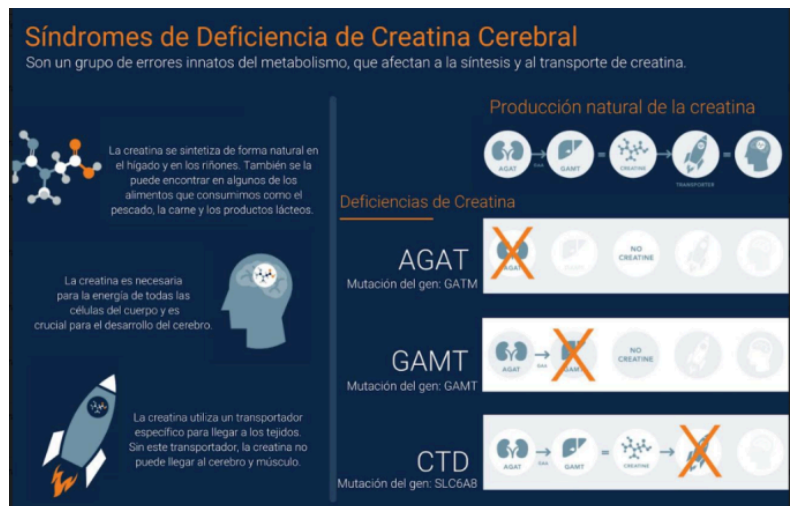 Síndromes de Deficiencia de Creatina Cerebral
Son un grupo de errores innatos del metabolismo, que afectan a la síntesis y al transporte de creatina.
La creatina se sintetiza de forma natural en
el hígado y en los riñones. También se la
puede encontrar en algunos de los
alimentos que consumimos como el
pescado, la carne y los productos lácteos.
La creatina es necesaria
para la energía de todas las
células del cuerpo y es
crucial para el desarrollo del cerebro.
La creatina utiliza un transportador
específico para llegar a los tejidos.
Sin este transportador, la creatina no
puede llegar al cerebro y músculo.
Producción natural de la creatina
AGAT → GAA GAMT = CREATINE → TRANSPORTER =
Deficiencias de Creatina
AGAT
Mutación del gen: GATM
AGAT NO CREATINE
GAMT
Mutación del gen: GAMT
AGAT → GAA GAMT NO CREATINE
CTD
Mutación del gen: SLC6A8
AGAT → GAA GAMT = CREATINE →